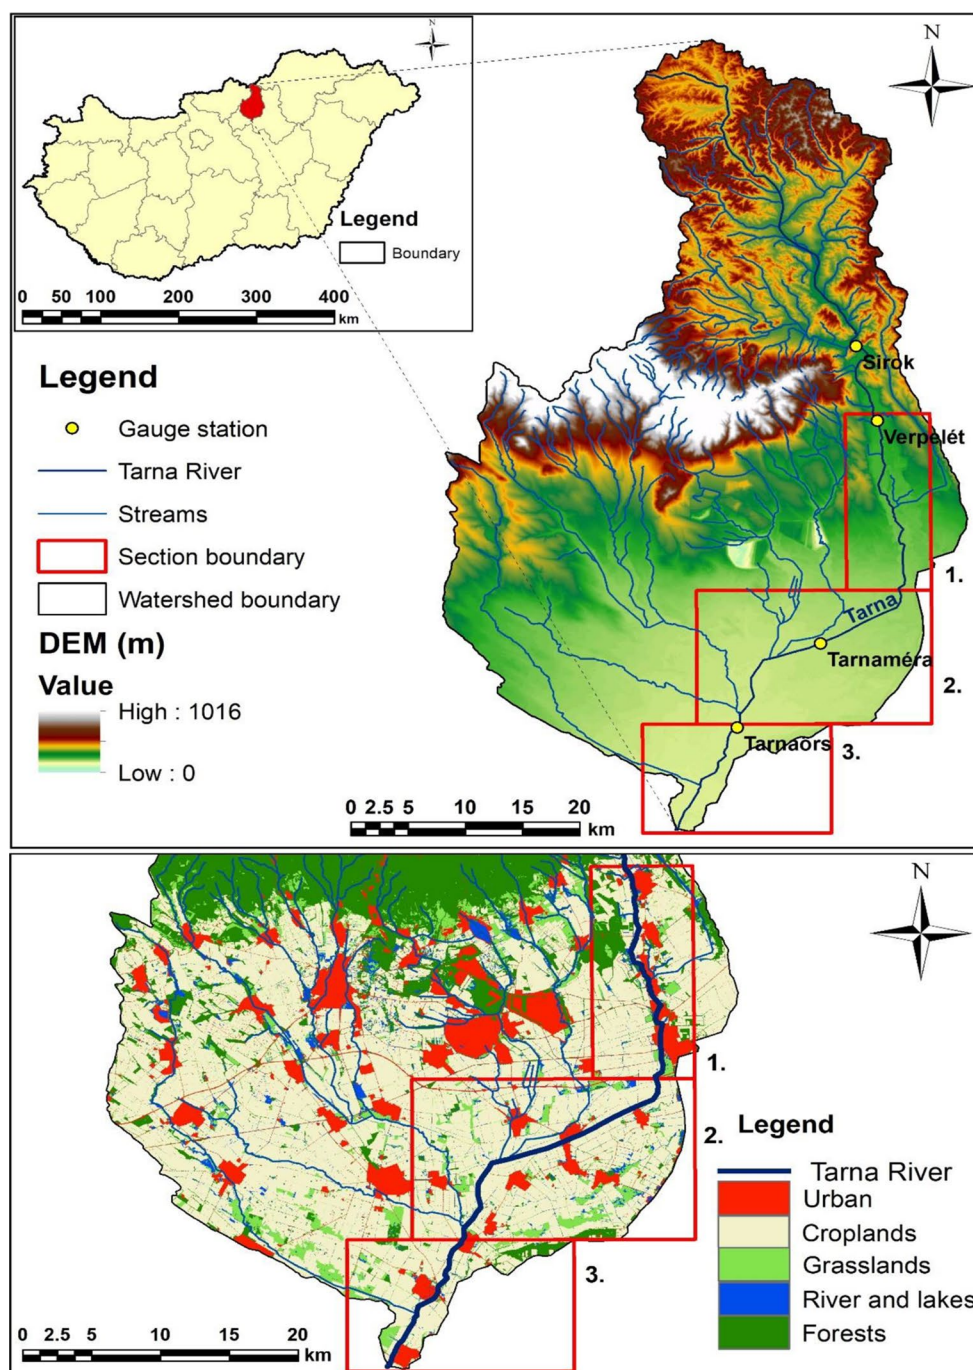 N
Legend
Boundary
0 50 100 200 300 400
km
N
Legend
Gauge station
Tarna River
Streams
Section boundary
Watershed boundary
DEM (m)
Value
High : 1016
Low : 0
Sirok
Verpelét
1.
Tarna
Tarnaméra
2.
Tarnaörs
3.
0 2.5 5 10 15 20
km
N
1.
2.
3.
Legend
Tarna River
Urban
Croplands
Grasslands
River and lakes
Forests
0 2.5 5 10 15 20
km